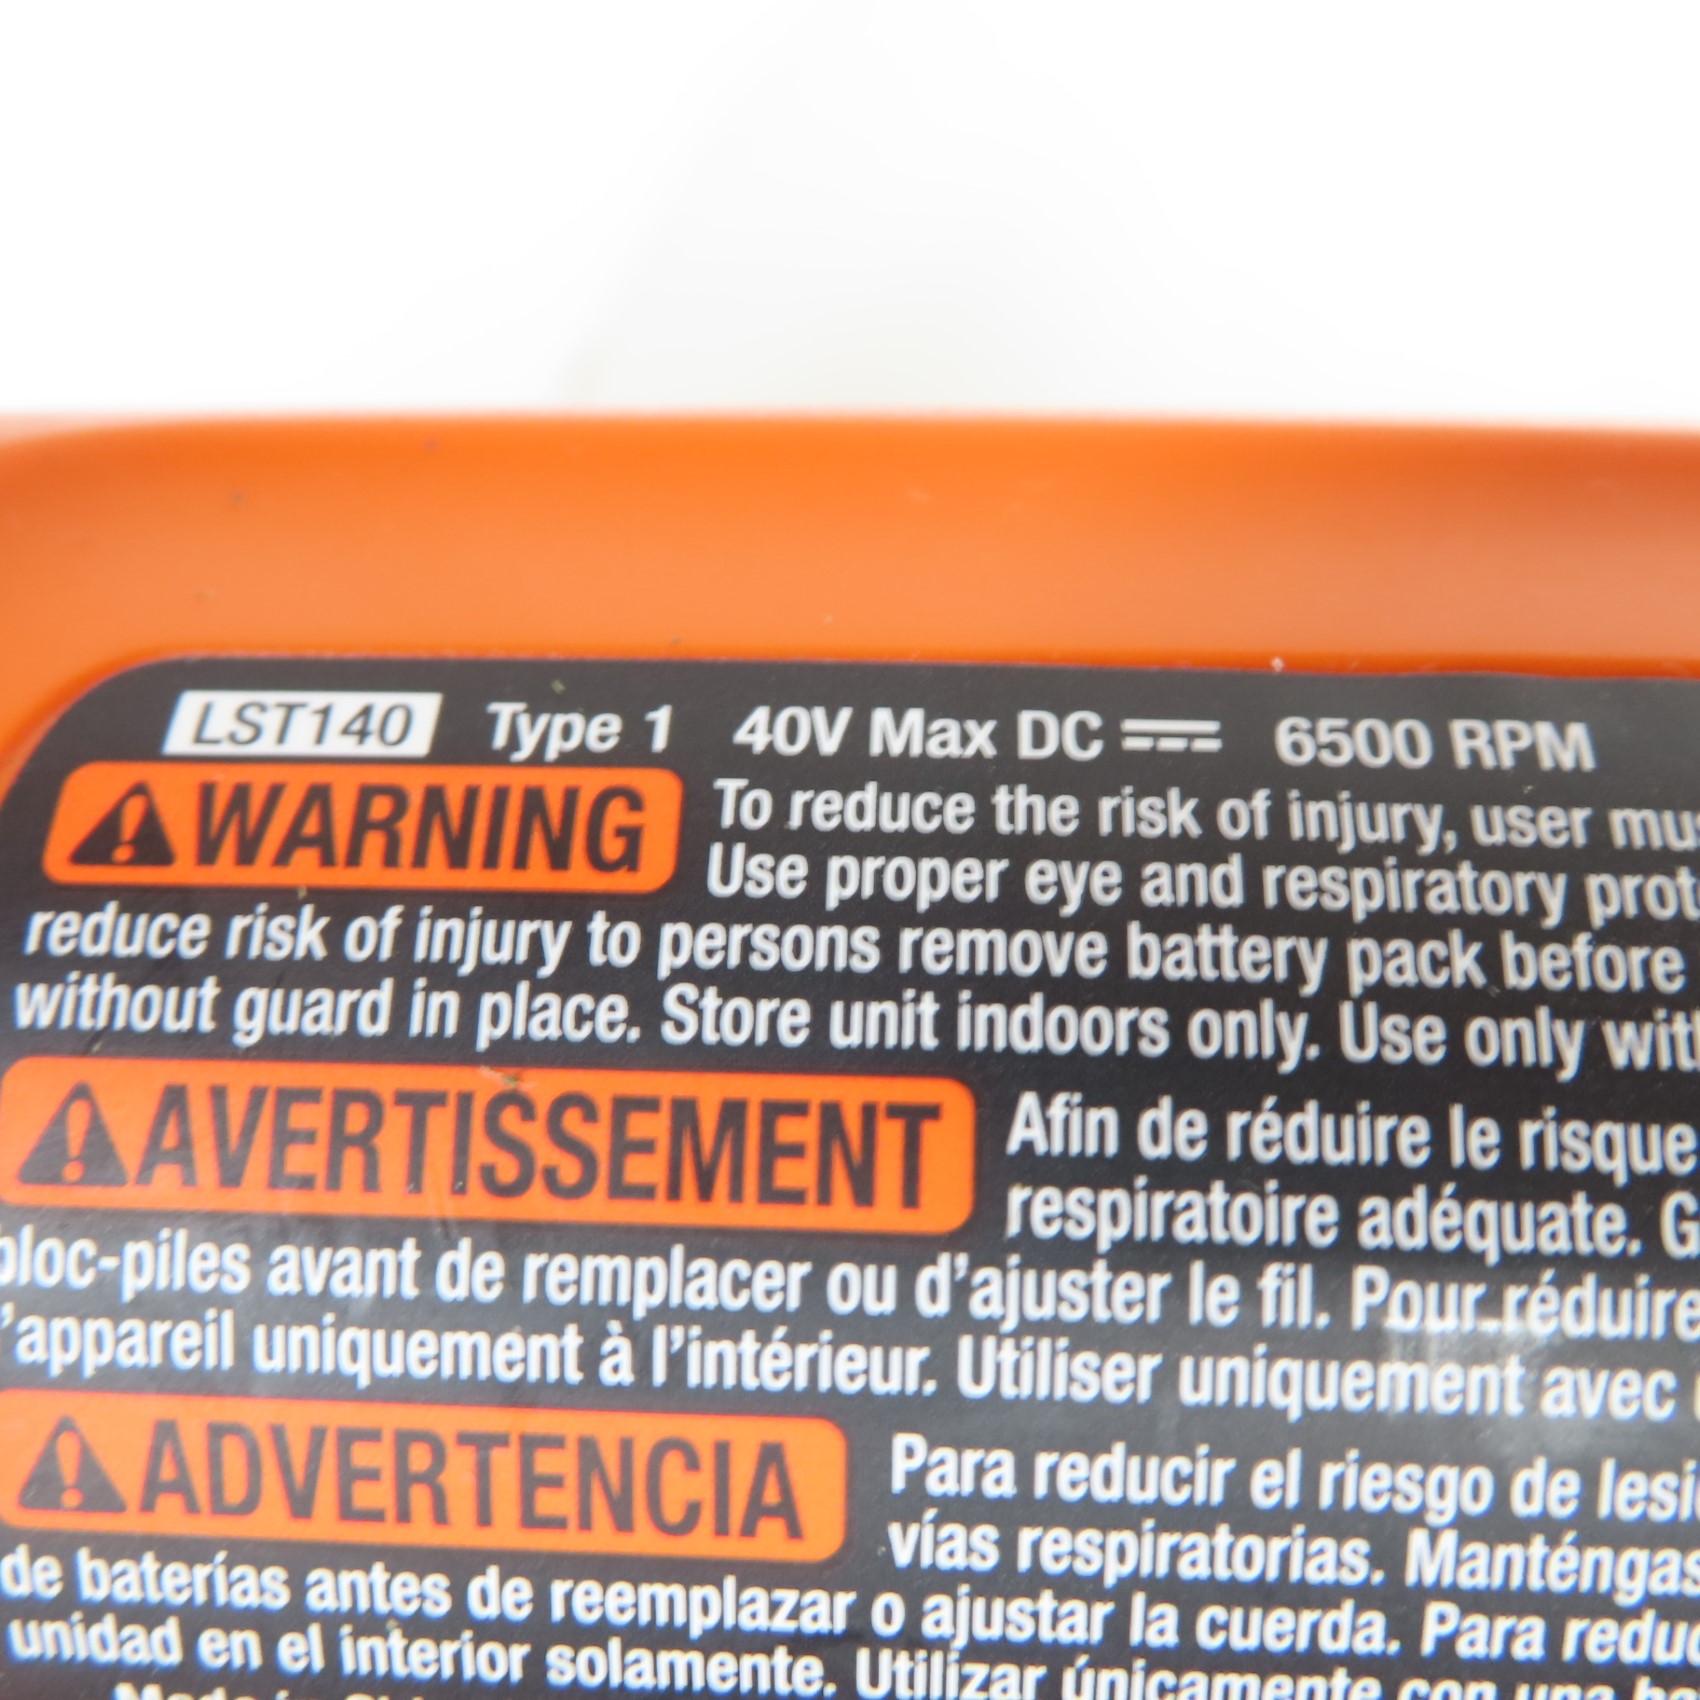 LST140 Type 1 40V Max DC 6500 RPM
WARNING To reduce the risk of injury, user
Use proper eye and respiratory
reduce risk of injury to persons remove battery pack before
without guard in place. Store unit indoors only. Use only
AVERTISSEMENT Afin de réduire le risque
respiratoire adéquate.
bloc-piles avant de remplacer ou d'ajuster le fil. Pour réduire
l'appareil uniquement à l'intérieur. Utiliser uniquement avec
ADVERTENCIA Para reducir el riesgo de
vías respiratorias.
de baterías antes de reemplazar o ajustar la cuerda. Para
unidad en el interior solamente. Utilizar únicamente con una
Made in